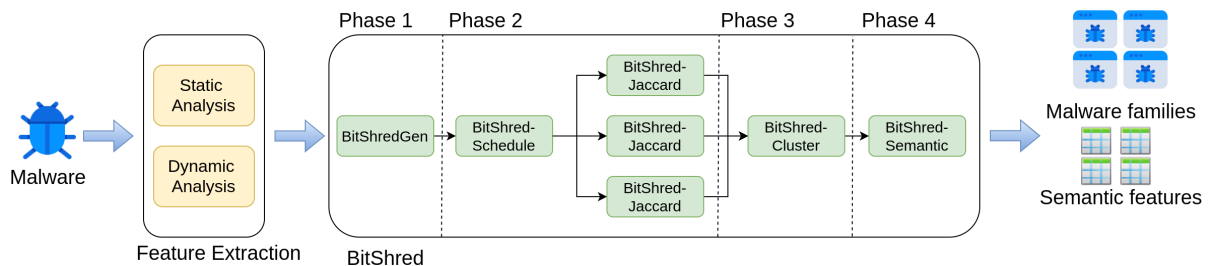 Phase 1
Phase 2
Phase 3
Phase 4
Malware
Static
Analysis
Dynamic
Analysis
Feature Extraction
BitShredGen
BitShred-
Schedule
BitShred-
Jaccard
BitShred-
Jaccard
BitShred-
Jaccard
BitShred-
Cluster
BitShred-
Semantic
BitShred
Malware families
Semantic features